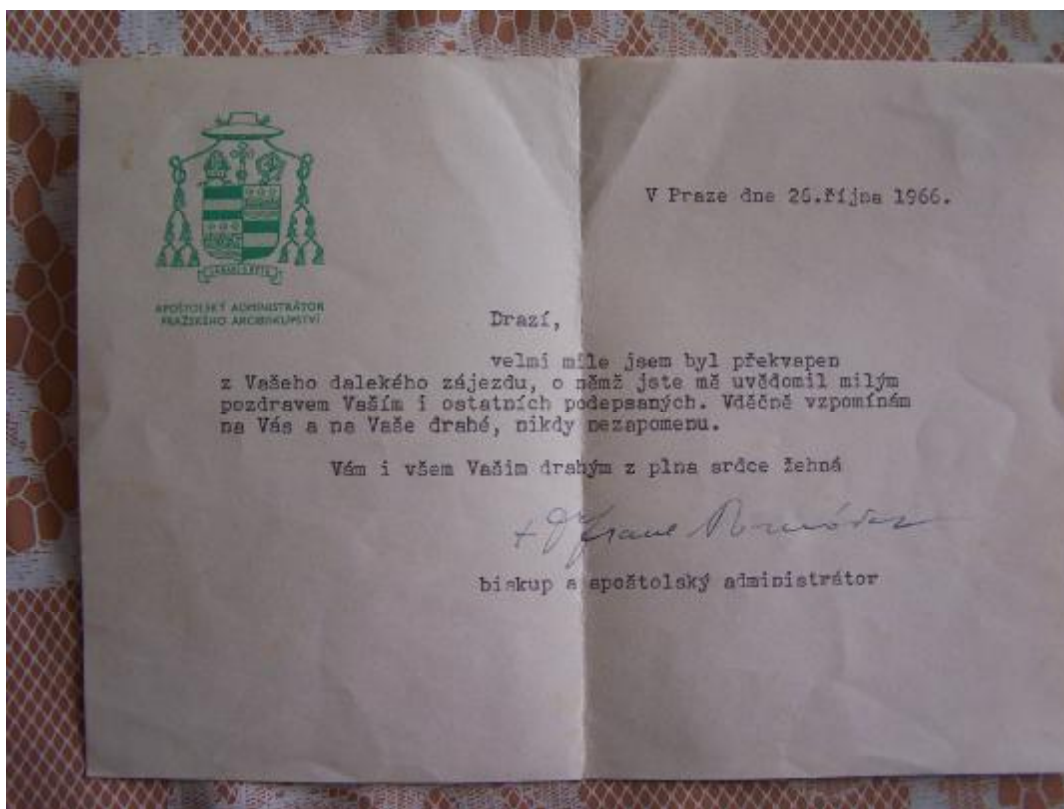 APOŠTOLSKÝ ADMINISTRÁTOR
PRAŽSKÉHO ARCIBISKUPSTVÍ
V Praze dne 26.října 1966.
Drazí,
velmi mile jsem byl překvapen
z Vašeho dalekého zájezdu, o němž jste mě uvědomil milým
pozdravem Vaším i ostatních podepsaných. Vděčně vzpomínám
na Vás a na Vaše drahé, nikdy nezapomenu.
Vám i všem Vašim drahým z plna srdce žehná
biskup a apoštolský administrátor